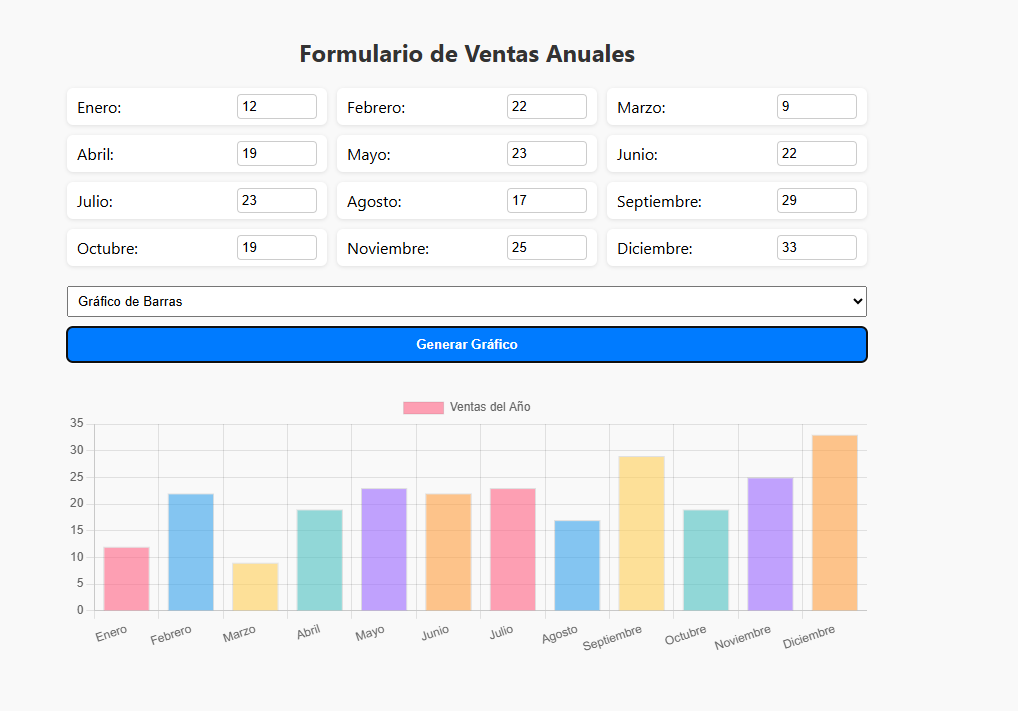 Formulario de Ventas Anuales
Enero: 12 Febrero: 22 Marzo: 9
Abril: 19 Mayo: 23 Junio: 22
Julio: 23 Agosto: 17 Septiembre: 29
Octubre: 19 Noviembre: 25 Diciembre: 33
Gráfico de Barras
Generar Gráfico
Ventas del Año
35
30
25
20
15
10
5
0
Enero Febrero Marzo Abril Mayo Junio Julio Agosto Septiembre Octubre Noviembre Diciembre